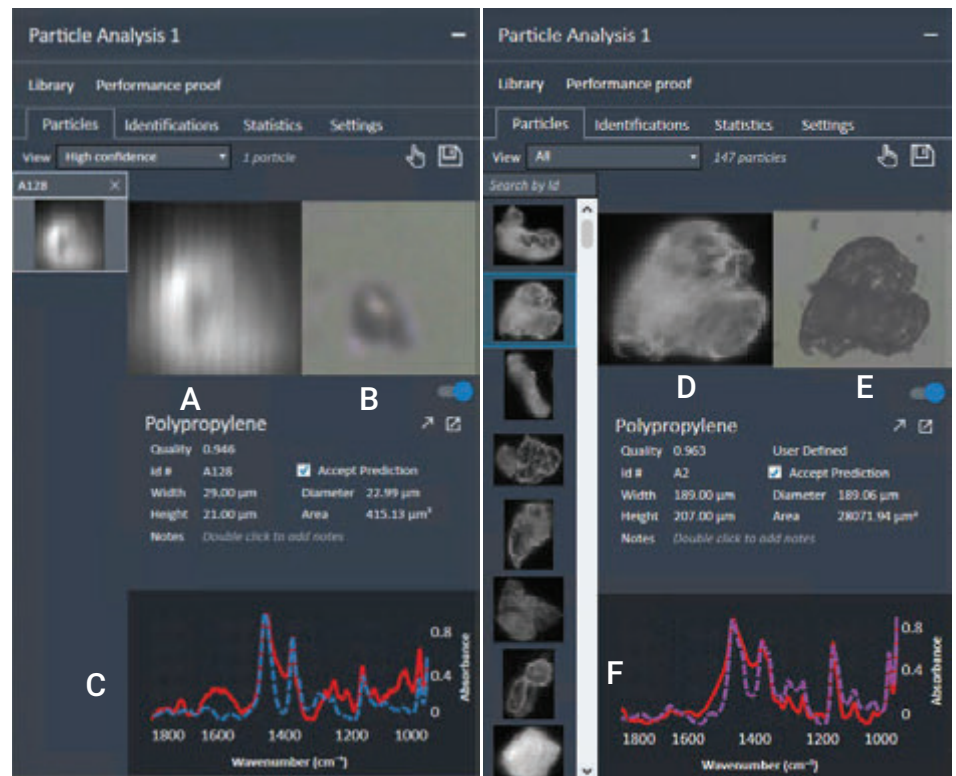 Particle Analysis 1
Library Performance proof
Particles Identifications Statistics Settings
View High confidence 1 particle
A128
A B
Polypropylene
Quality 0.946
Id # A128 Accept Prediction
Width 29.00 µm Diameter 22.99 µm
Height 21.00 µm Area 415.13 µm²
Notes Double click to add notes
C
0.8
0.4
0
Absorbance
1800 1600 1400 1200 1000
Wavenumber (cm⁻¹)
Particle Analysis 1
Library Performance proof
Particles Identifications Statistics Settings
View All 147 particles
Search by Id
D E
Polypropylene
Quality 0.963 User Defined
Id # A2 Accept Prediction
Width 189.00 µm Diameter 189.06 µm
Height 207.00 µm Area 28071.94 µm²
Notes Double click to add notes
F
0.8
0.4
0
Absorbance
1800 1600 1400 1200 1000
Wavenumber (cm⁻¹)